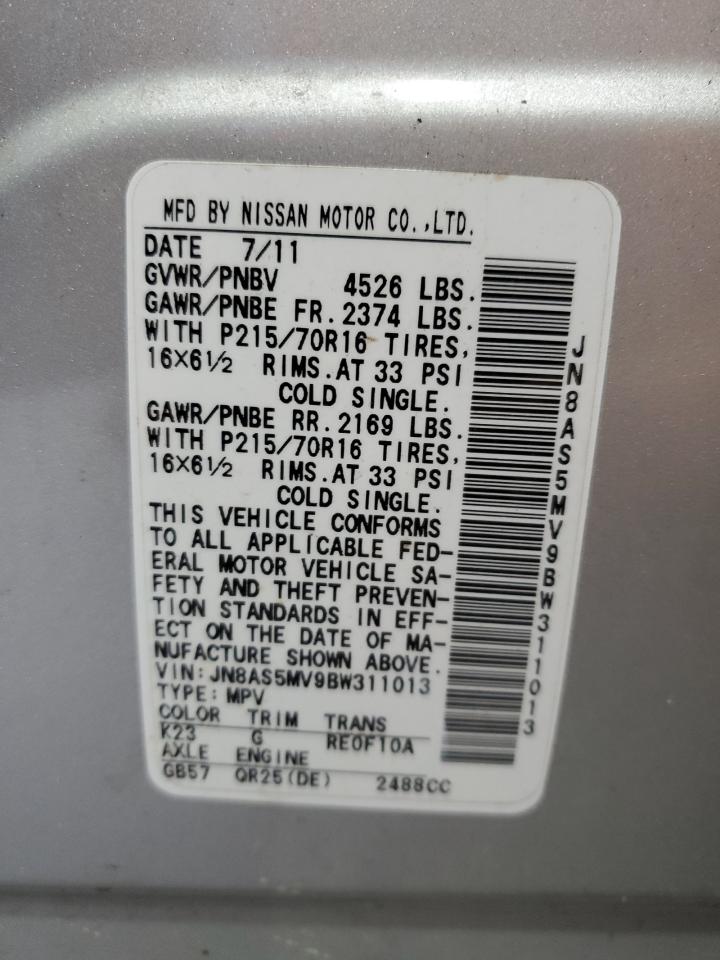 MFD BY NISSAN MOTOR CO.,LTD.
DATE 7/11
GVWR/PNBV 4526 LBS.
GAWR/PNBE FR. 2374 LBS.
WITH P215/70R16 TIRES,
16X6½ RIMS. AT 33 PSI
COLD SINGLE.
GAWR/PNBE RR. 2169 LBS.
WITH P215/70R16 TIRES,
16X6½ RIMS. AT 33 PSI
COLD SINGLE.
THIS VEHICLE CONFORMS
TO ALL APPLICABLE FED-
ERAL MOTOR VEHICLE SA-
FETY AND THEFT PREVEN-
TION STANDARDS IN EFF-
ECT ON THE DATE OF MA-
NUFACTURE SHOWN ABOVE.
VIN: JN8AS5MV9BW311013
TYPE: MPV
COLOR TRIM TRANS
K23 G RE0F10A
AXLE ENGINE
GB57 QR25(DE) 2488CC
JN8AS5MV9BW311013